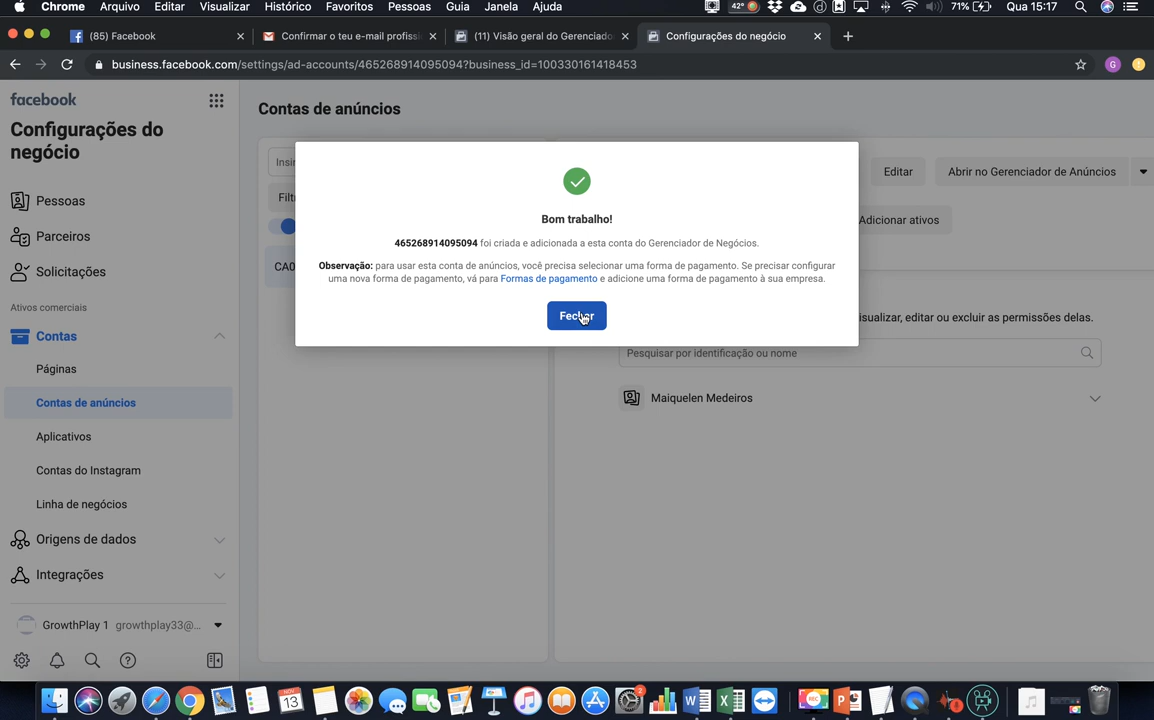 Chrome Arquivo Editar Visualizar Histórico Favoritos Pessoas Guia Janela Ajuda 42° 71% Qua 15:17
(85) Facebook Confirmar o teu e-mail profiss (11) Visão geral do Gerenciado Configurações do negócio
business.facebook.com/settings/ad-accounts/465268914095094?business_id=100330161418453 G
facebook
Configurações do
negócio
Pessoas
Parceiros
Solicitações
Ativos comerciais
Contas
Páginas
Contas de anúncios
Aplicativos
Contas do Instagram
Linha de negócios
Origens de dados
Integrações
GrowthPlay 1 growthplay33@...
Contas de anúncios
Editar Abrir no Gerenciador de Anúncios
Adicionar ativos
Bom trabalho!
465268914095094 foi criada e adicionada a esta conta do Gerenciador de Negócios.
Observação: para usar esta conta de anúncios, você precisa selecionar uma forma de pagamento. Se precisar configurar
uma nova forma de pagamento, vá para Formas de pagamento e adicione uma forma de pagamento à sua empresa.
Fechar
editar ou excluir as permissões delas.
Pesquisar por identificação ou nome
Maiquelen Medeiros
NOV
13
2